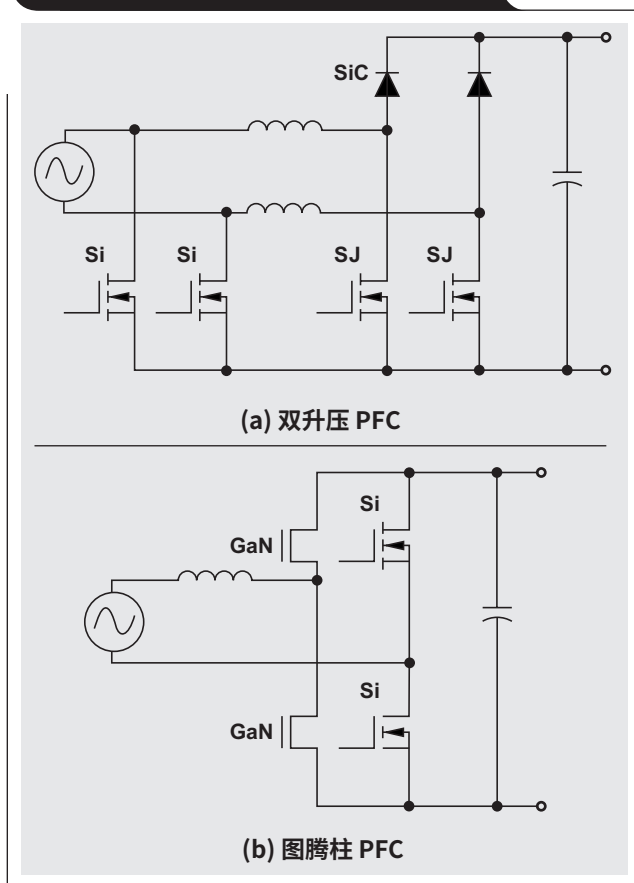 SiC
Si
Si
SJ
SJ
(a) 双升压 PFC
Si
GaN
Si
GaN
(b) 图腾柱 PFC